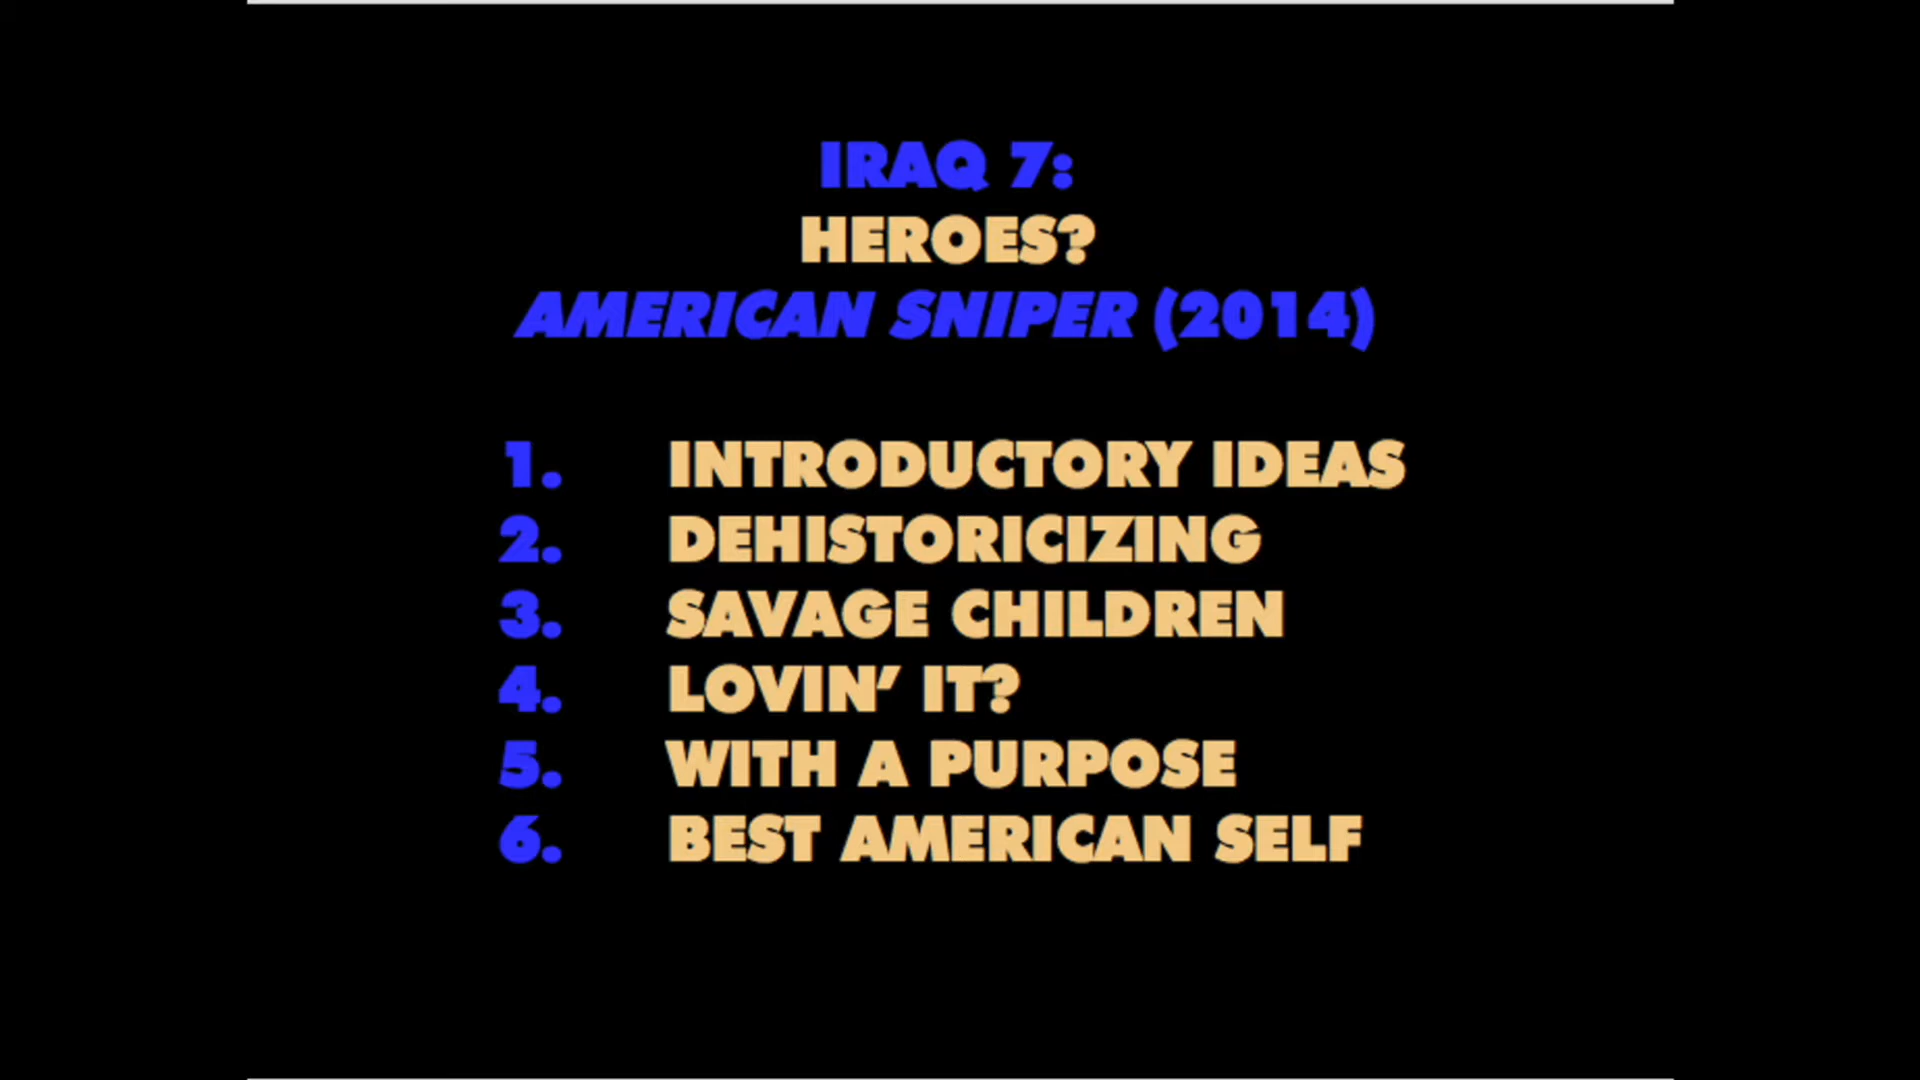 IRAQ 7:
HEROES?
AMERICAN SNIPER (2014)
1. INTRODUCTORY IDEAS
2. DEHISTORICIZING
3. SAVAGE CHILDREN
4. LOVIN’ IT?
5. WITH A PURPOSE
6. BEST AMERICAN SELF